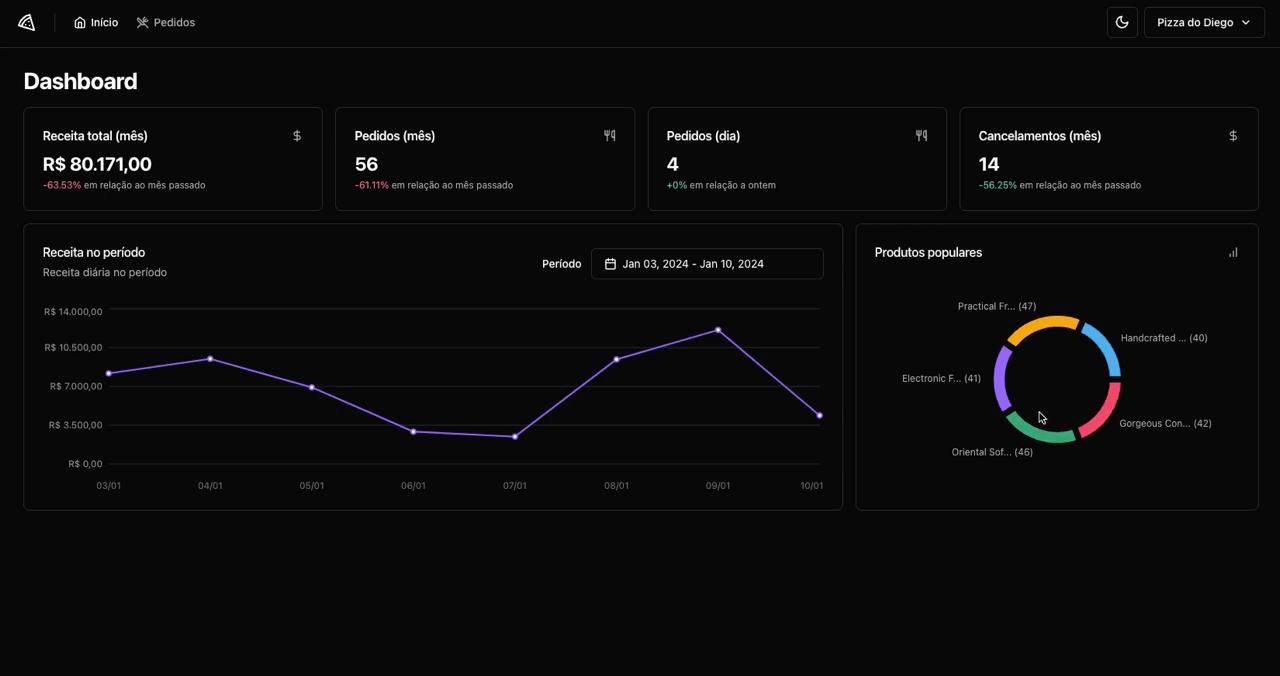 Início
Pedidos
Pizza do Diego
Dashboard
Receita total (mês)
R$ 80.171,00
-63.53% em relação ao mês passado
Pedidos (mês)
56
-61.11% em relação ao mês passado
Pedidos (dia)
4
+0% em relação a ontem
Cancelamentos (mês)
14
-56.25% em relação ao mês passado
Receita no período
Receita diária no período
Período
Jan 03, 2024 - Jan 10, 2024
R$ 14.000,00
R$ 10.500,00
R$ 7.000,00
R$ 3.500,00
R$ 0,00
03/01
04/01
05/01
06/01
07/01
08/01
09/01
10/01
Produtos populares
Practical Fr... (47)
Handcrafted ... (40)
Electronic F... (41)
Gorgeous Con... (42)
Oriental Sof... (46)